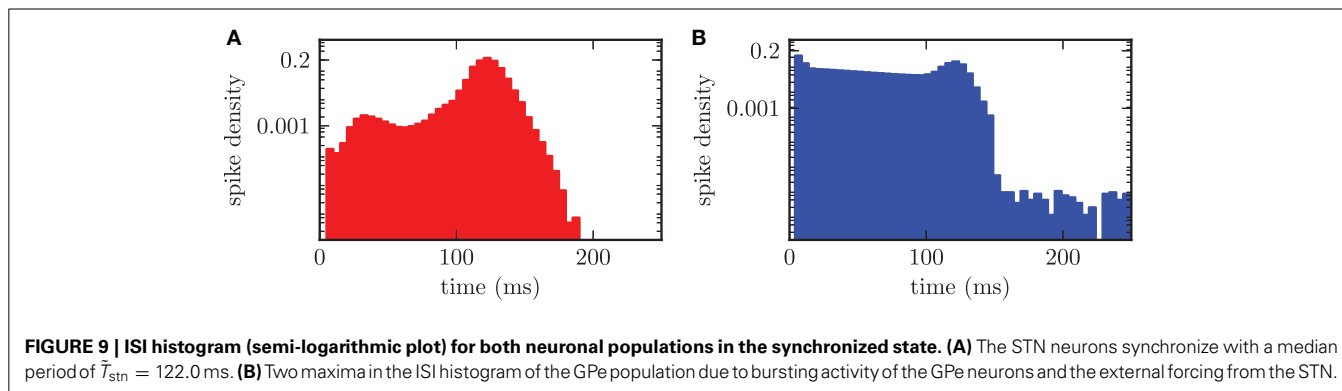 A
B
0.2
0.001
spike density
0
100
200
time (ms)
0.2
0.001
spike density
0
100
200
time (ms)
FIGURE 9 | ISI histogram (semi-logarithmic plot) for both neuronal populations in the synchronized state. (A) The STN neurons synchronize with a median
period of T̃stn = 122.0 ms. (B) Two maxima in the ISI histogram of the GPe population due to bursting activity of the GPe neurons and the external forcing from the STN.